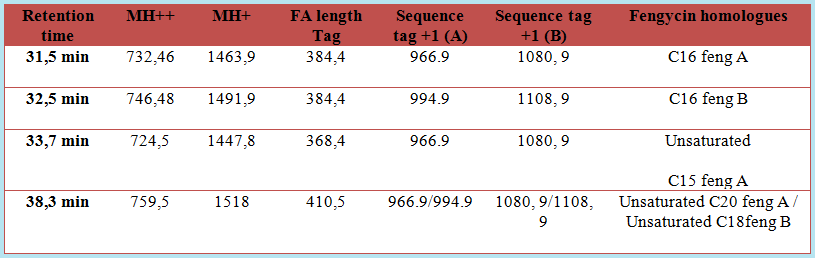 Retention time MH++ MH+ FA length Tag Sequence tag +1 (A) Sequence tag +1 (B) Fengycin homologues
31,5 min 732,46 1463,9 384,4 966.9 1080, 9 C16 feng A
32,5 min 746,48 1491,9 384,4 994.9 1108, 9 C16 feng B
33,7 min 724,5 1447,8 368,4 966.9 1080, 9 Unsaturated
C15 feng A
38,3 min 759,5 1518 410,5 966.9/994.9 1080, 9/1108, 9 Unsaturated C20 feng A /
Unsaturated C18feng B